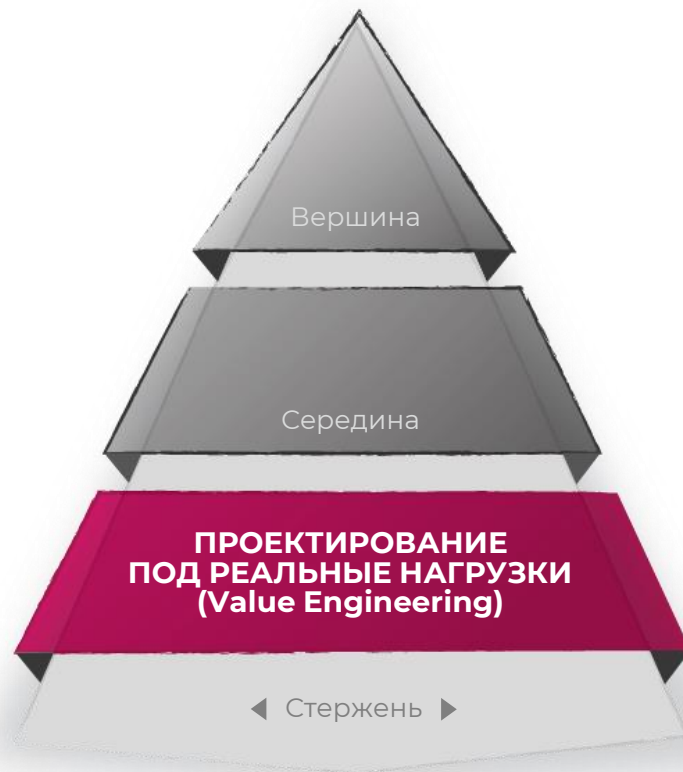 Вершина
Середина
ПРОЕКТИРОВАНИЕ
ПОД РЕАЛЬНЫЕ НАГРУЗКИ
(Value Engineering)
Стержень